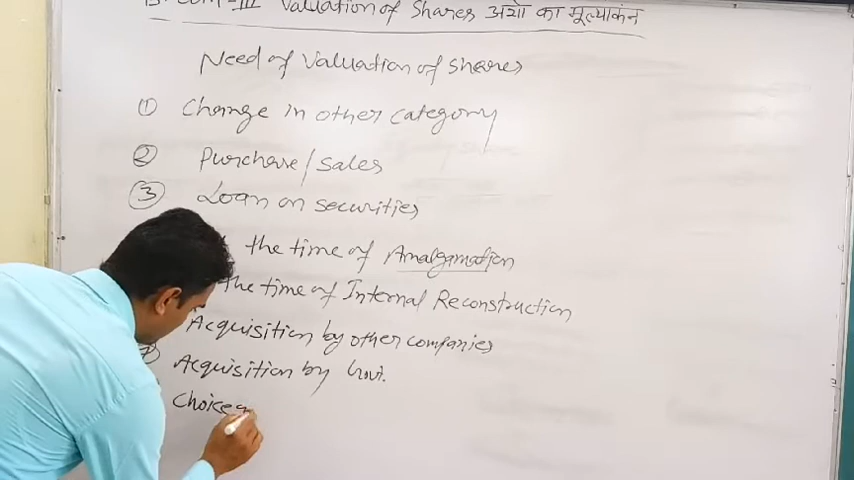 B.Com-III Valuation of Shares अंशो का मूल्यांकन
Need of Valuation of shares
① Change in other category
② Purchase/sales
③ Loan on securities
the time of Amalgamation
the time of Internal Reconstruction
Acquisition by other companies
Acquisition by Govt.
choice